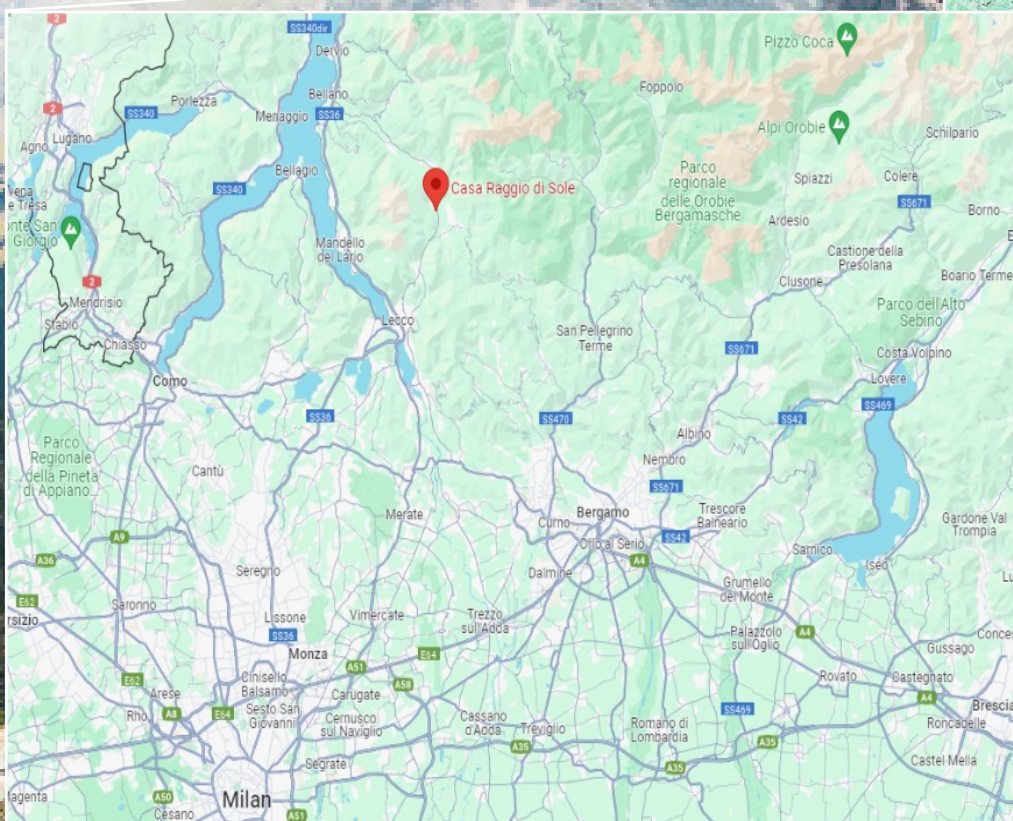 2
SS340dir
Dervio
Pizzo Coca
Foppolo
Porlezza
Bellano
SS340
Menaggio
SS36
2
Lugano
Agno
Alpi Orobie
Schilpario
Bellagio
Parco
regionale
delle Orobie
Bergamasche
Spiazzi
Colere
SS671
Casa Raggio di Sole
SS340
vena
e Tresa
onte San
Giorgio
Ardesio
Borno
Mandello
del Lario
Castione della
Presolana
2
Clusone
Boario Terme
Mendrisio
Parco dell'Alto
Sebino
Stabio
Lecco
San Pellegrino
Terme
Chiasso
SS671
Costa Volpino
Como
Lovere
SS469
SS36
SS470
SS42
Albino
Parco
Regionale
della Pineta
di Appiano...
Cantù
Nembro
SS671
Merate
Bergamo
Trescore
Balneario
Curno
Gardone Val
Trompia
A9
SS42
Orio al Serio
Sarnico
A36
A4
Iseo
Seregno
Dalmine
Grumello
del Monte
Lu
E62
Saronno
rsizio
Lissone
Vimercate
Trezzo
sull'Adda
SS36
Palazzolo
sull'Oglio
A4
Conce
Monza
E64
Gussago
A51
E62
Cinisello
Balsamo
Carugate
A58
Rovato
Castegnato
Arese
A4
Rho
A8
E64
Sesto San
Giovanni
Cernusco
sul Naviglio
Cassano
d'Adda
Treviglio
Romano di
Lombardia
SS469
Brescia
Roncadelle
A35
A35
Segrate
A35
Castel Mella
agenta
A50
Milan
Cesano
A51